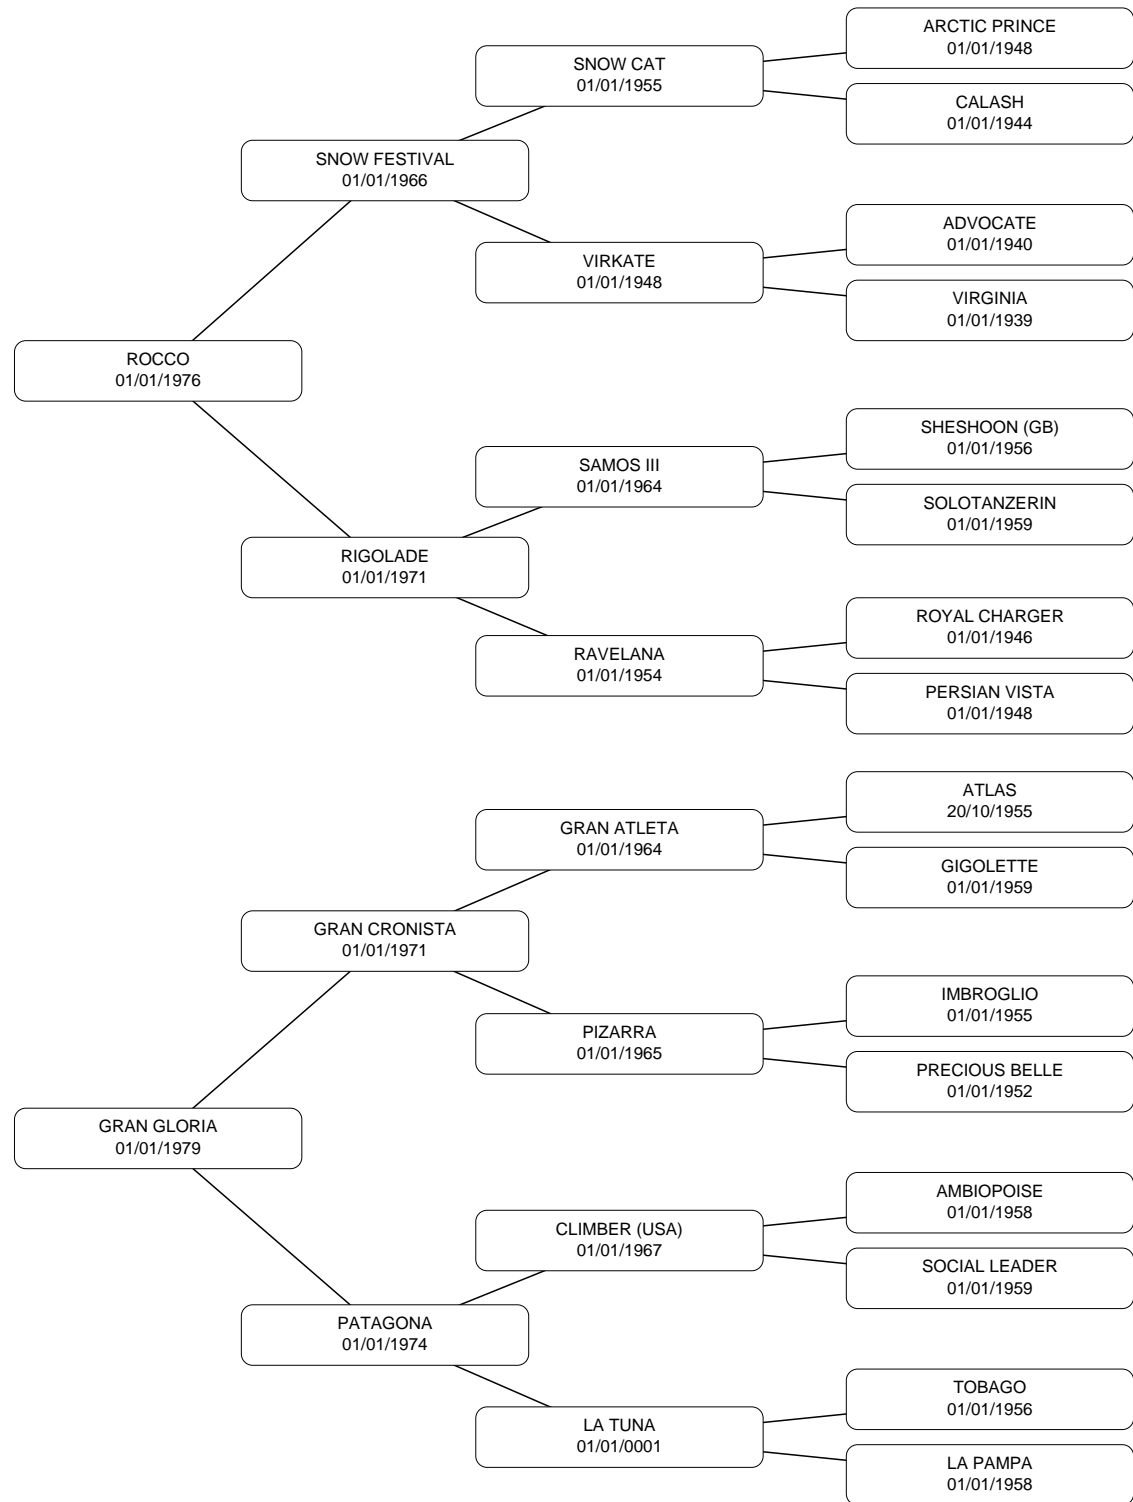 ARCTIC PRINCE
01/01/1948
SNOW CAT
01/01/1955
CALASH
01/01/1944
SNOW FESTIVAL
01/01/1966
ADVOCATE
01/01/1940
VIRKATE
01/01/1948
VIRGINIA
01/01/1939
ROCCO
01/01/1976
SHESHOON (GB)
01/01/1956
SAMOS III
01/01/1964
SOLOTANZERIN
01/01/1959
RIGOLADE
01/01/1971
ROYAL CHARGER
01/01/1946
RAVELANA
01/01/1954
PERSIAN VISTA
01/01/1948
ATLAS
20/10/1955
GRAN ATLETA
01/01/1964
GIGOLETTE
01/01/1959
GRAN CRONISTA
01/01/1971
IMBROGLIO
01/01/1955
PIZARRA
01/01/1965
PRECIOUS BELLE
01/01/1952
GRAN GLORIA
01/01/1979
AMBIOPOISE
01/01/1958
CLIMBER (USA)
01/01/1967
SOCIAL LEADER
01/01/1959
PATAGONA
01/01/1974
TOBAGO
01/01/1956
LA TUNA
01/01/0001
LA PAMPA
01/01/1958